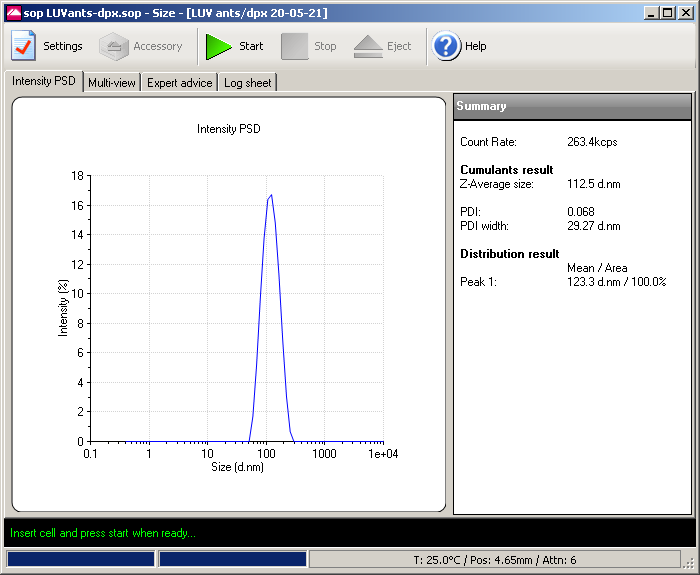 sop LUVants-dpx.sop - Size - [LUV ants/dpx 20-05-21]
Settings Accessory Start Stop Eject Help
Intensity PSD Multi-view Expert advice Log sheet
Intensity PSD
18
16
14
12
10
8
6
4
2
0
Intensity (%)
0.1 1 10 100 1000 1e+04
Size (d.nm)
Summary
Count Rate: 263.4kcps
Cumulants result
Z-Average size: 112.5 d.nm
PDI: 0.068
PDI width: 29.27 d.nm
Distribution result
Mean / Area
Peak 1: 123.3 d.nm / 100.0%
Insert cell and press start when ready...
T: 25.0°C / Pos: 4.65mm / Attn: 6